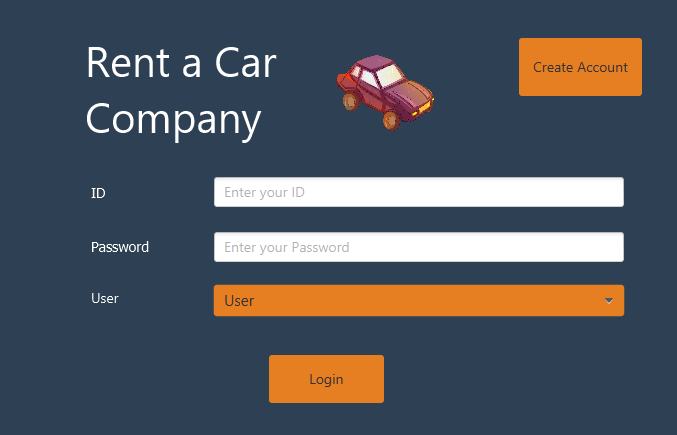 Rent a Car
Company
Create Account
ID
Enter your ID
Password
Enter your Password
User
User
Login